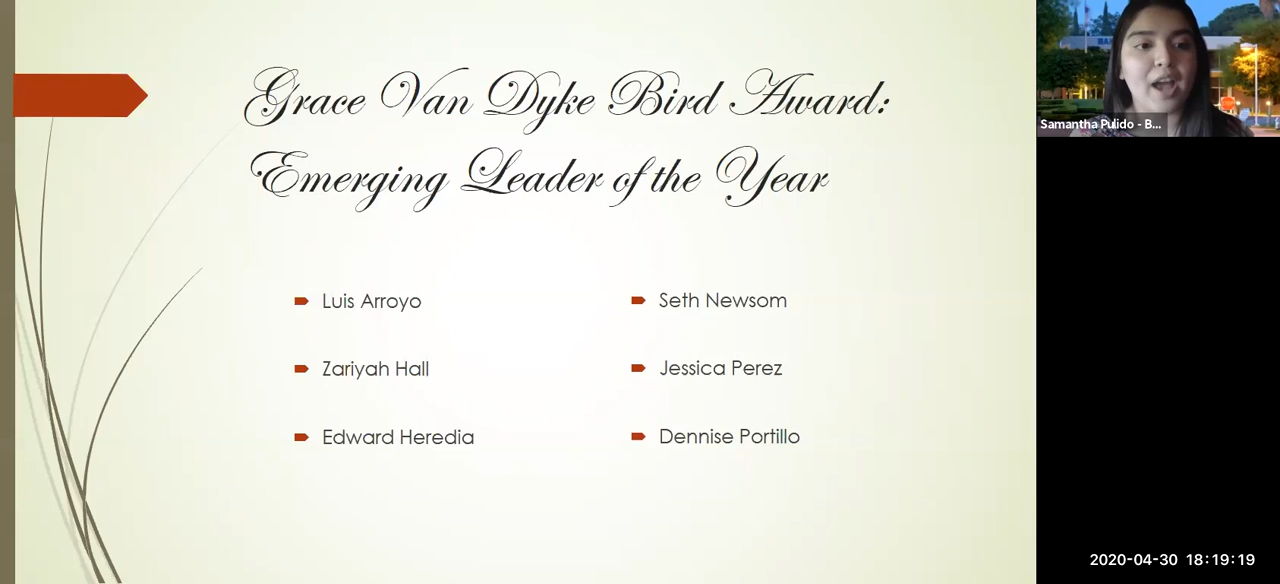 Grace Van Dyke Bird Award:
Emerging Leader of the Year
Luis Arroyo
Zariyah Hall
Edward Heredia
Seth Newsom
Jessica Perez
Dennise Portillo
Samantha Pulido - B...
2020-04-30 18:19:19